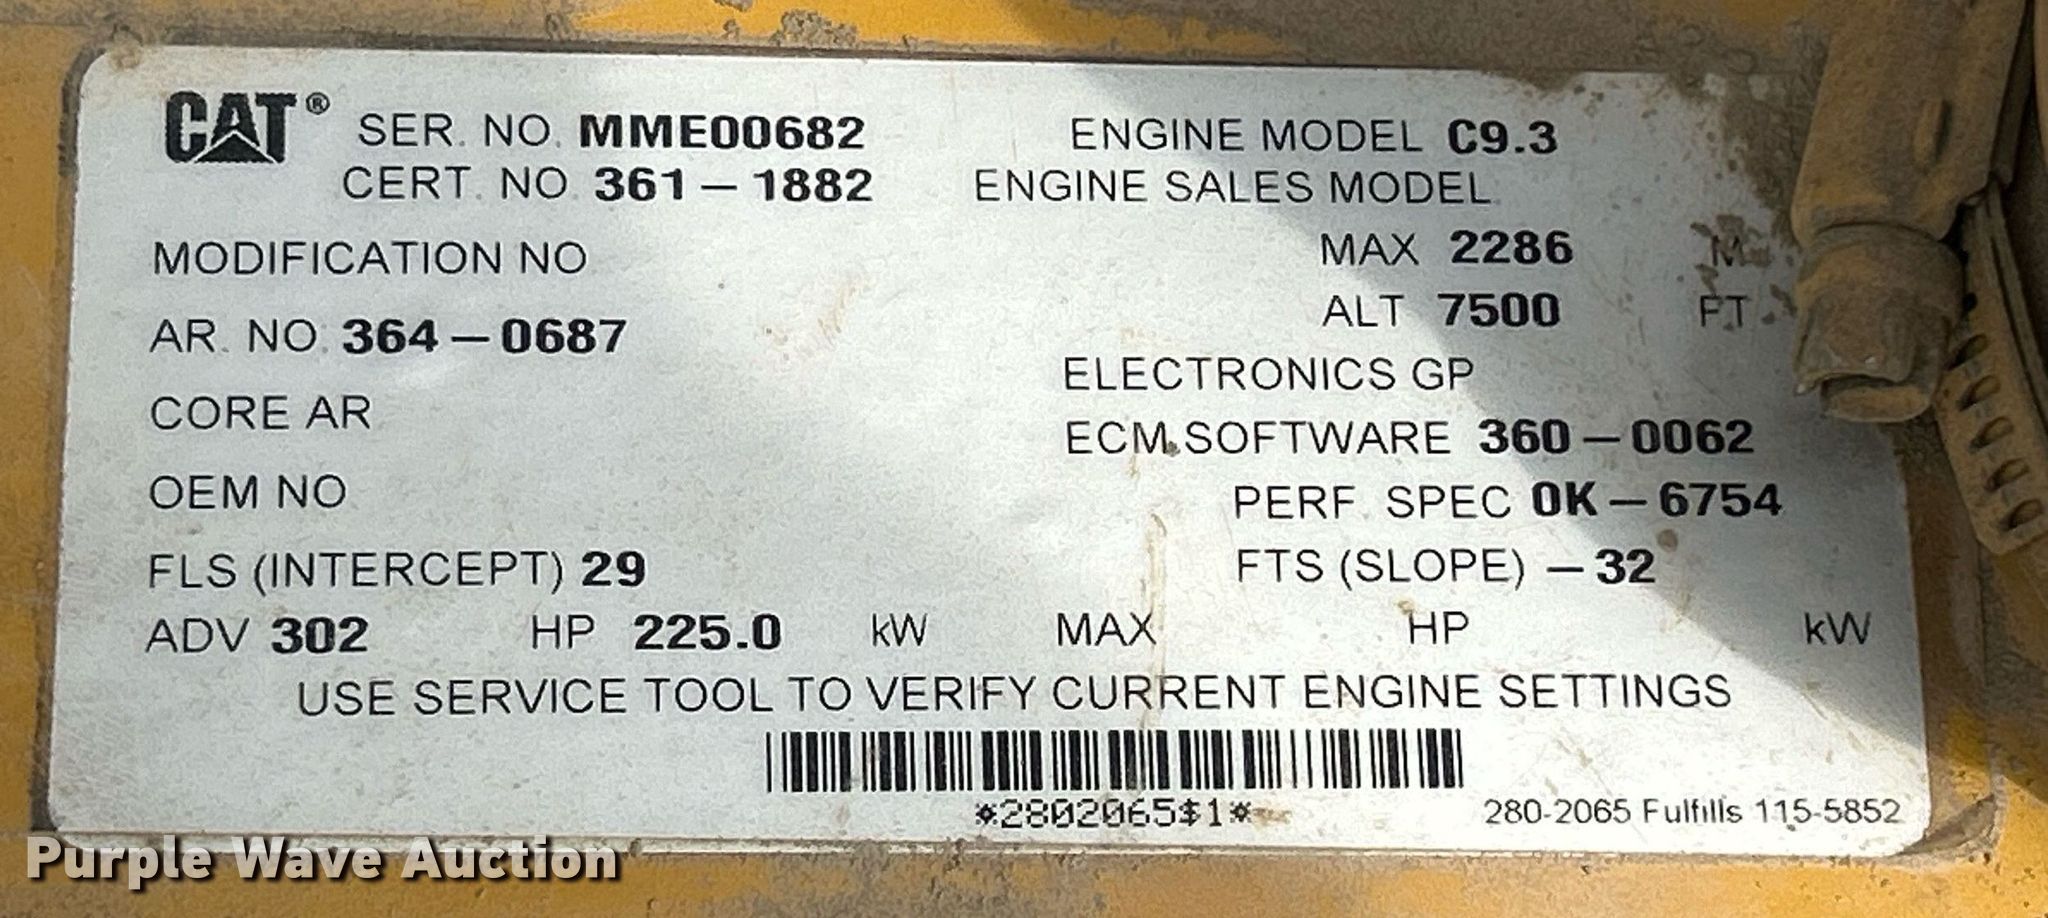 CAT® SER. NO. MME00682 ENGINE MODEL C9.3
CERT. NO. 361-1882 ENGINE SALES MODEL
MODIFICATION NO MAX 2286 M
AR. NO. 364-0687 ALT 7500 FT
ELECTRONICS GP
CORE AR ECM SOFTWARE 360-0062
OEM NO PERF. SPEC 0K-6754
FLS (INTERCEPT) 29 FTS (SLOPE) -32
ADV 302 HP 225.0 kW MAX HP kW
USE SERVICE TOOL TO VERIFY CURRENT ENGINE SETTINGS
*2802065$1* 280-2065 Fulfills 115-5852
Purple Wave Auction